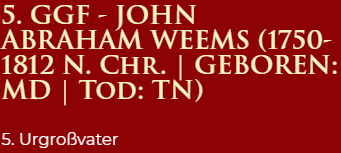 5. GGF - JOHN
ABRAHAM WEEMS (1750-
1812 N. Chr. | GEBOREN:
MD | Tod: TN)
5. Urgroßvater